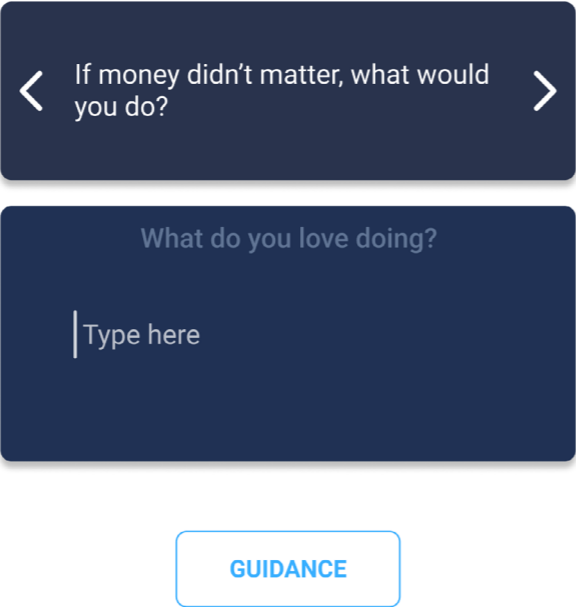 If money didn’t matter, what would
you do?
What do you love doing?
Type here
GUIDANCE